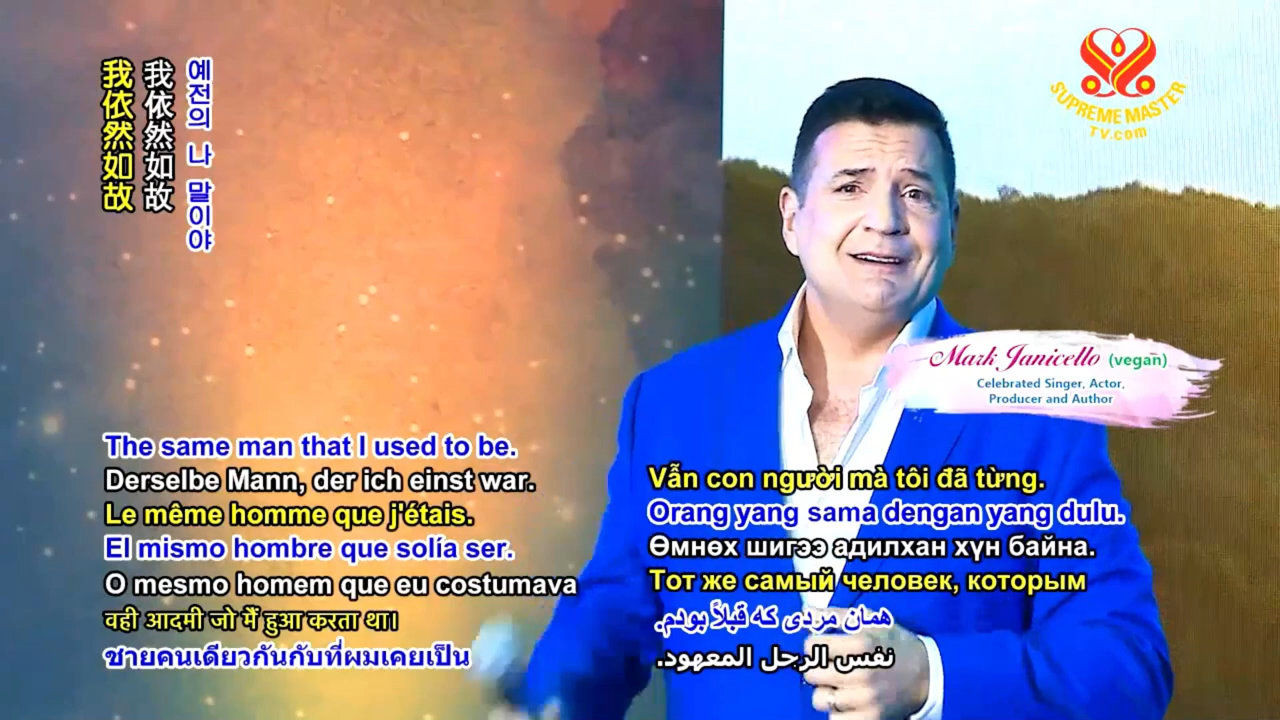 我依然如故
我依然如故
예전의 나 말이야
SUPREME MASTER
TV.com
Mark Janicello (vegan)
Celebrated Singer, Actor,
Producer and Author
The same man that I used to be.
Derselbe Mann, der ich einst war.
Le même homme que j'étais.
El mismo hombre que solía ser.
O mesmo homem que eu costumava
वही आदमी जो मैं हुआ करता था।
ชายคนเดียวกันกับที่ผมเคยเป็น
Vẫn con người mà tôi đã từng.
Orang yang sama dengan yang dulu.
Өмнөх шигээ адилхан хүн байна.
Тот же самый человек, которым
همان مردی که قبلاً بودم.
نفس الرجل المعهود.